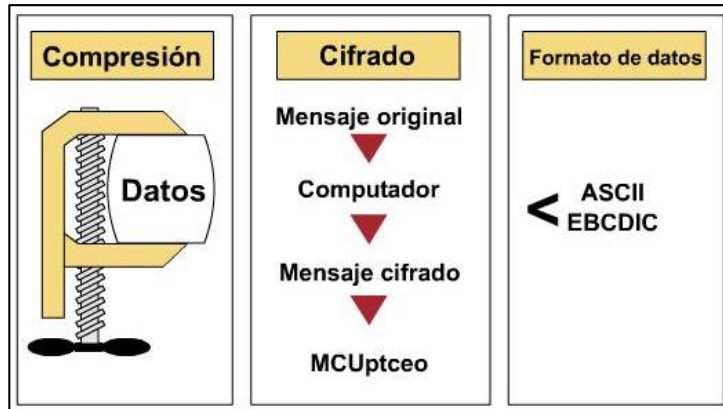 Compresión
Datos
Cifrado
Mensaje original
Computador
Mensaje cifrado
MCUptceo
Formato de datos
<
ASCII
EBCDIC